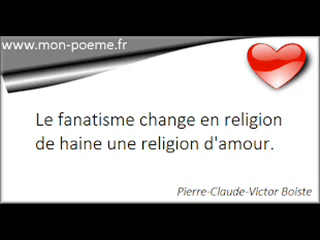 www.mon-poeme.fr
Le fanatisme change en religion
de haine une religion d'amour.
Pierre-Claude-Victor Boiste